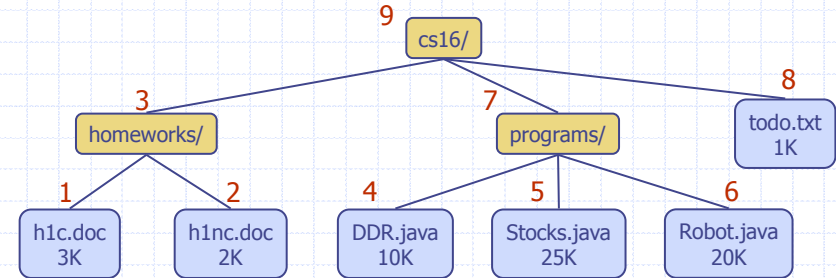 9
cs16/
3
7
8
homeworks/
programs/
todo.txt
1K
1
2
4
5
6
h1c.doc
3K
h1nc.doc
2K
DDR.java
10K
Stocks.java
25K
Robot.java
20K